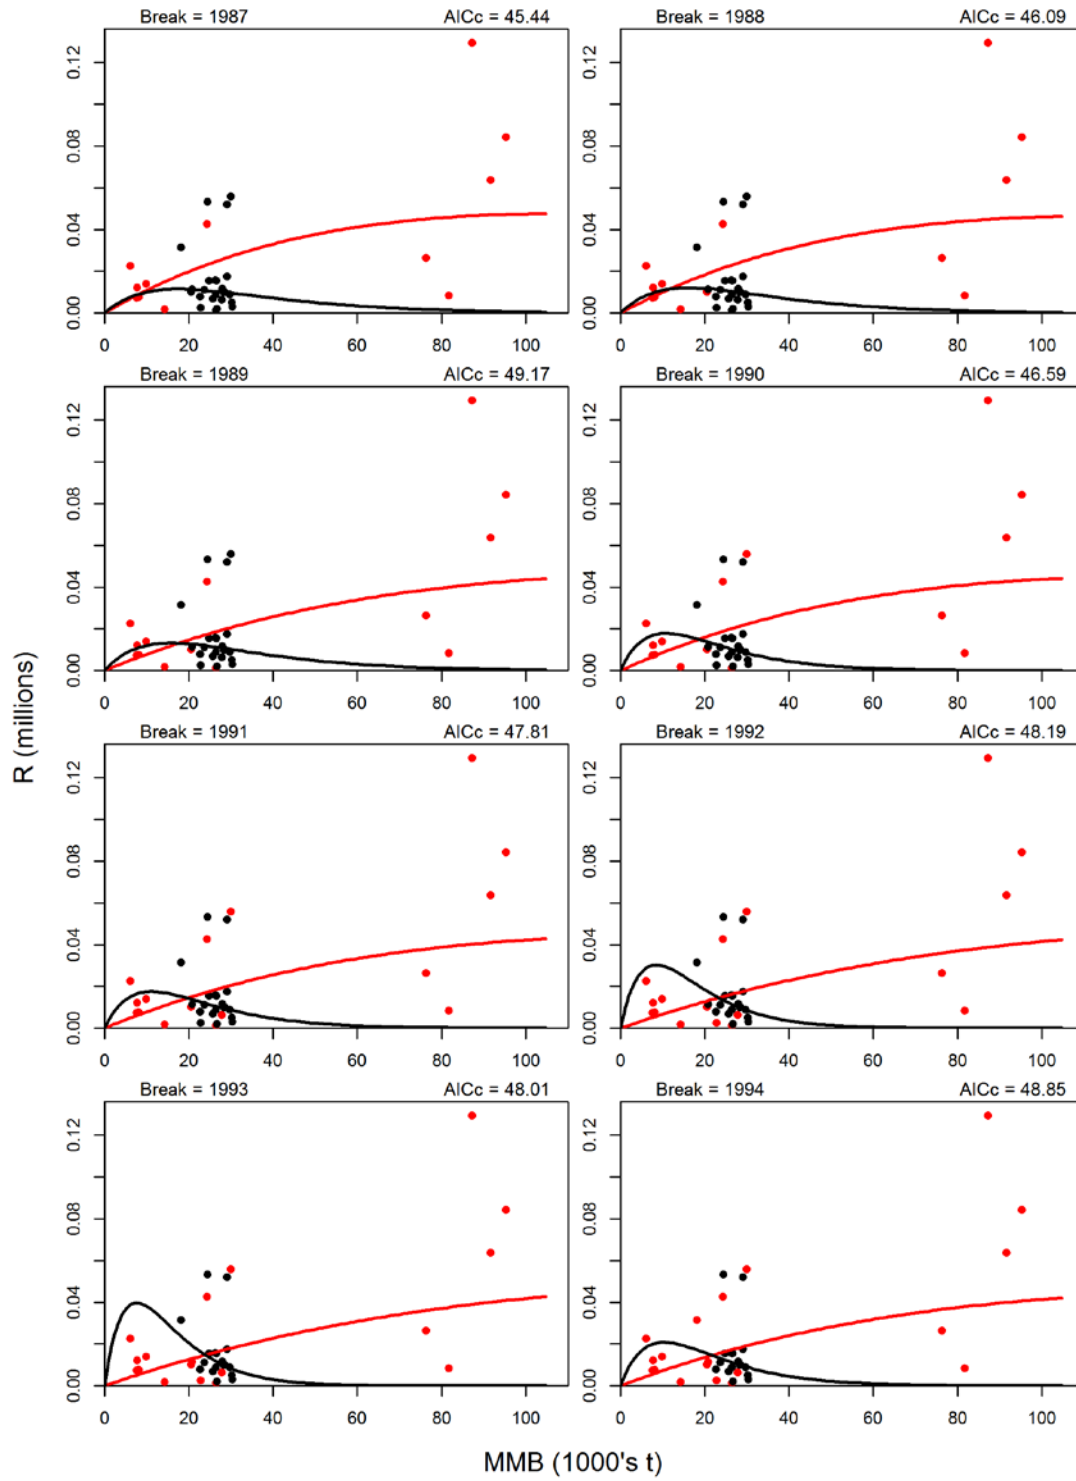 Break = 1987 AICc = 45.44 Break = 1988 AICc = 46.09
0.12 0.12
0.08 0.08
0.04 0.04
0.00 0.00
0 20 40 60 80 100 0 20 40 60 80 100
Break = 1989 AICc = 49.17 Break = 1990 AICc = 46.59
0.12 0.12
0.08 0.08
0.04 0.04
0.00 0.00
0 20 40 60 80 100 0 20 40 60 80 100
R (millions)
Break = 1991 AICc = 47.81 Break = 1992 AICc = 48.19
0.12 0.12
0.08 0.08
0.04 0.04
0.00 0.00
0 20 40 60 80 100 0 20 40 60 80 100
Break = 1993 AICc = 48.01 Break = 1994 AICc = 48.85
0.12 0.12
0.08 0.08
0.04 0.04
0.00 0.00
0 20 40 60 80 100 0 20 40 60 80 100
MMB (1000's t)